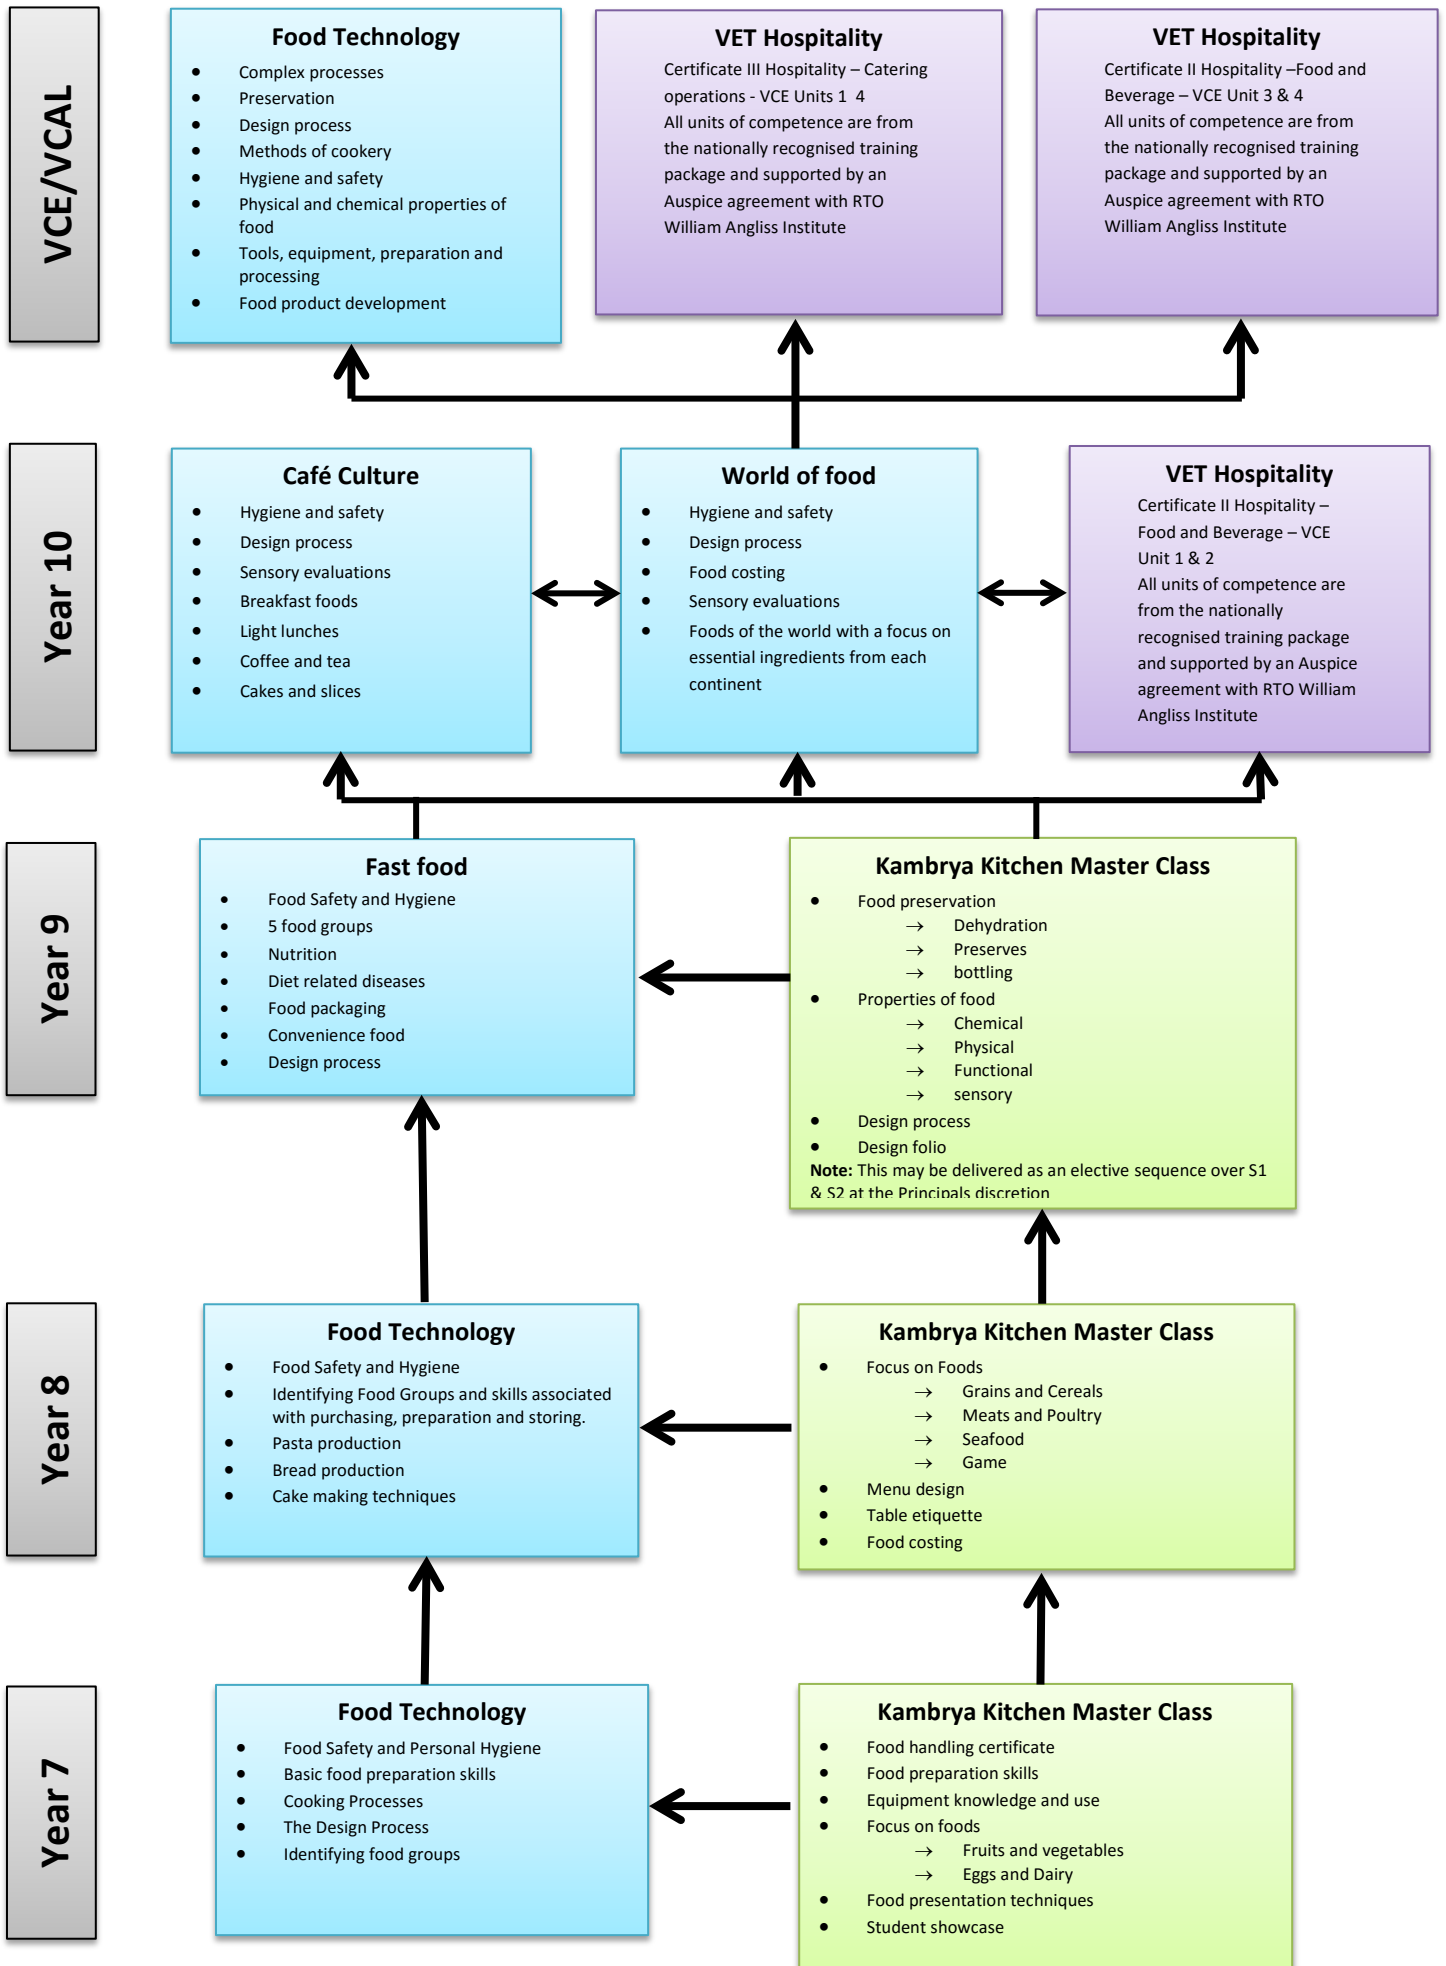 VCE/VCAL
Food Technology
• Complex processes
• Preservation
• Design process
• Methods of cookery
• Hygiene and safety
• Physical and chemical properties of
food
• Tools, equipment, preparation and
processing
• Food product development
VET Hospitality
Certificate III Hospitality – Catering
operations - VCE Units 1 4
All units of competence are from
the nationally recognised training
package and supported by an
Auspice agreement with RTO
William Angliss Institute
VET Hospitality
Certificate II Hospitality –Food and
Beverage – VCE Unit 3 & 4
All units of competence are from
the nationally recognised training
package and supported by an
Auspice agreement with RTO
William Angliss Institute
Year 10
Café Culture
• Hygiene and safety
• Design process
• Sensory evaluations
• Breakfast foods
• Light lunches
• Coffee and tea
• Cakes and slices
World of food
• Hygiene and safety
• Design process
• Food costing
• Sensory evaluations
• Foods of the world with a focus on
essential ingredients from each
continent
VET Hospitality
Certificate II Hospitality –
Food and Beverage – VCE
Unit 1 & 2
All units of competence are
from the nationally
recognised training package
and supported by an Auspice
agreement with RTO William
Angliss Institute
Year 9
Fast food
• Food Safety and Hygiene
• 5 food groups
• Nutrition
• Diet related diseases
• Food packaging
• Convenience food
• Design process
Kambrya Kitchen Master Class
• Food preservation
→ Dehydration
→ Preserves
→ bottling
• Properties of food
→ Chemical
→ Physical
→ Functional
→ sensory
• Design process
• Design folio
Note: This may be delivered as an elective sequence over S1
& S2 at the Principals discretion
Year 8
Food Technology
• Food Safety and Hygiene
• Identifying Food Groups and skills associated
with purchasing, preparation and storing.
• Pasta production
• Bread production
• Cake making techniques
Kambrya Kitchen Master Class
• Focus on Foods
→ Grains and Cereals
→ Meats and Poultry
→ Seafood
→ Game
• Menu design
• Table etiquette
• Food costing
Year 7
Food Technology
• Food Safety and Personal Hygiene
• Basic food preparation skills
• Cooking Processes
• The Design Process
• Identifying food groups
Kambrya Kitchen Master Class
• Food handling certificate
• Food preparation skills
• Equipment knowledge and use
• Focus on foods
→ Fruits and vegetables
→ Eggs and Dairy
• Food presentation techniques
• Student showcase